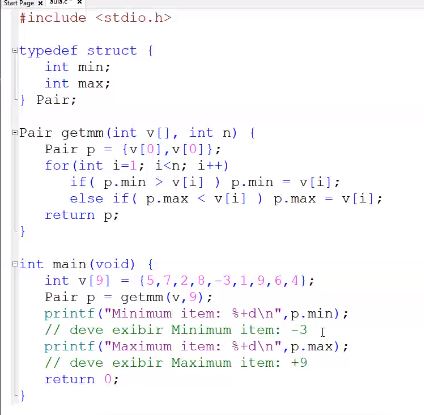 Start Page × aula.c* ×
#include <stdio.h>
typedef struct {
int min;
int max;
} Pair;
Pair getmm(int v[], int n) {
Pair p = {v[0],v[0]};
for(int i=1; i<n; i++)
if( p.min > v[i] ) p.min = v[i];
else if( p.max < v[i] ) p.max = v[i];
return p;
}
int main(void) {
int v[9] = {5,7,2,8,-3,1,9,6,4};
Pair p = getmm(v,9);
printf("Minimum item: %+d\n",p.min);
// deve exibir Minimum item: -3
printf("Maximum item: %+d\n",p.max);
// deve exibir Maximum item: +9
return 0;
}